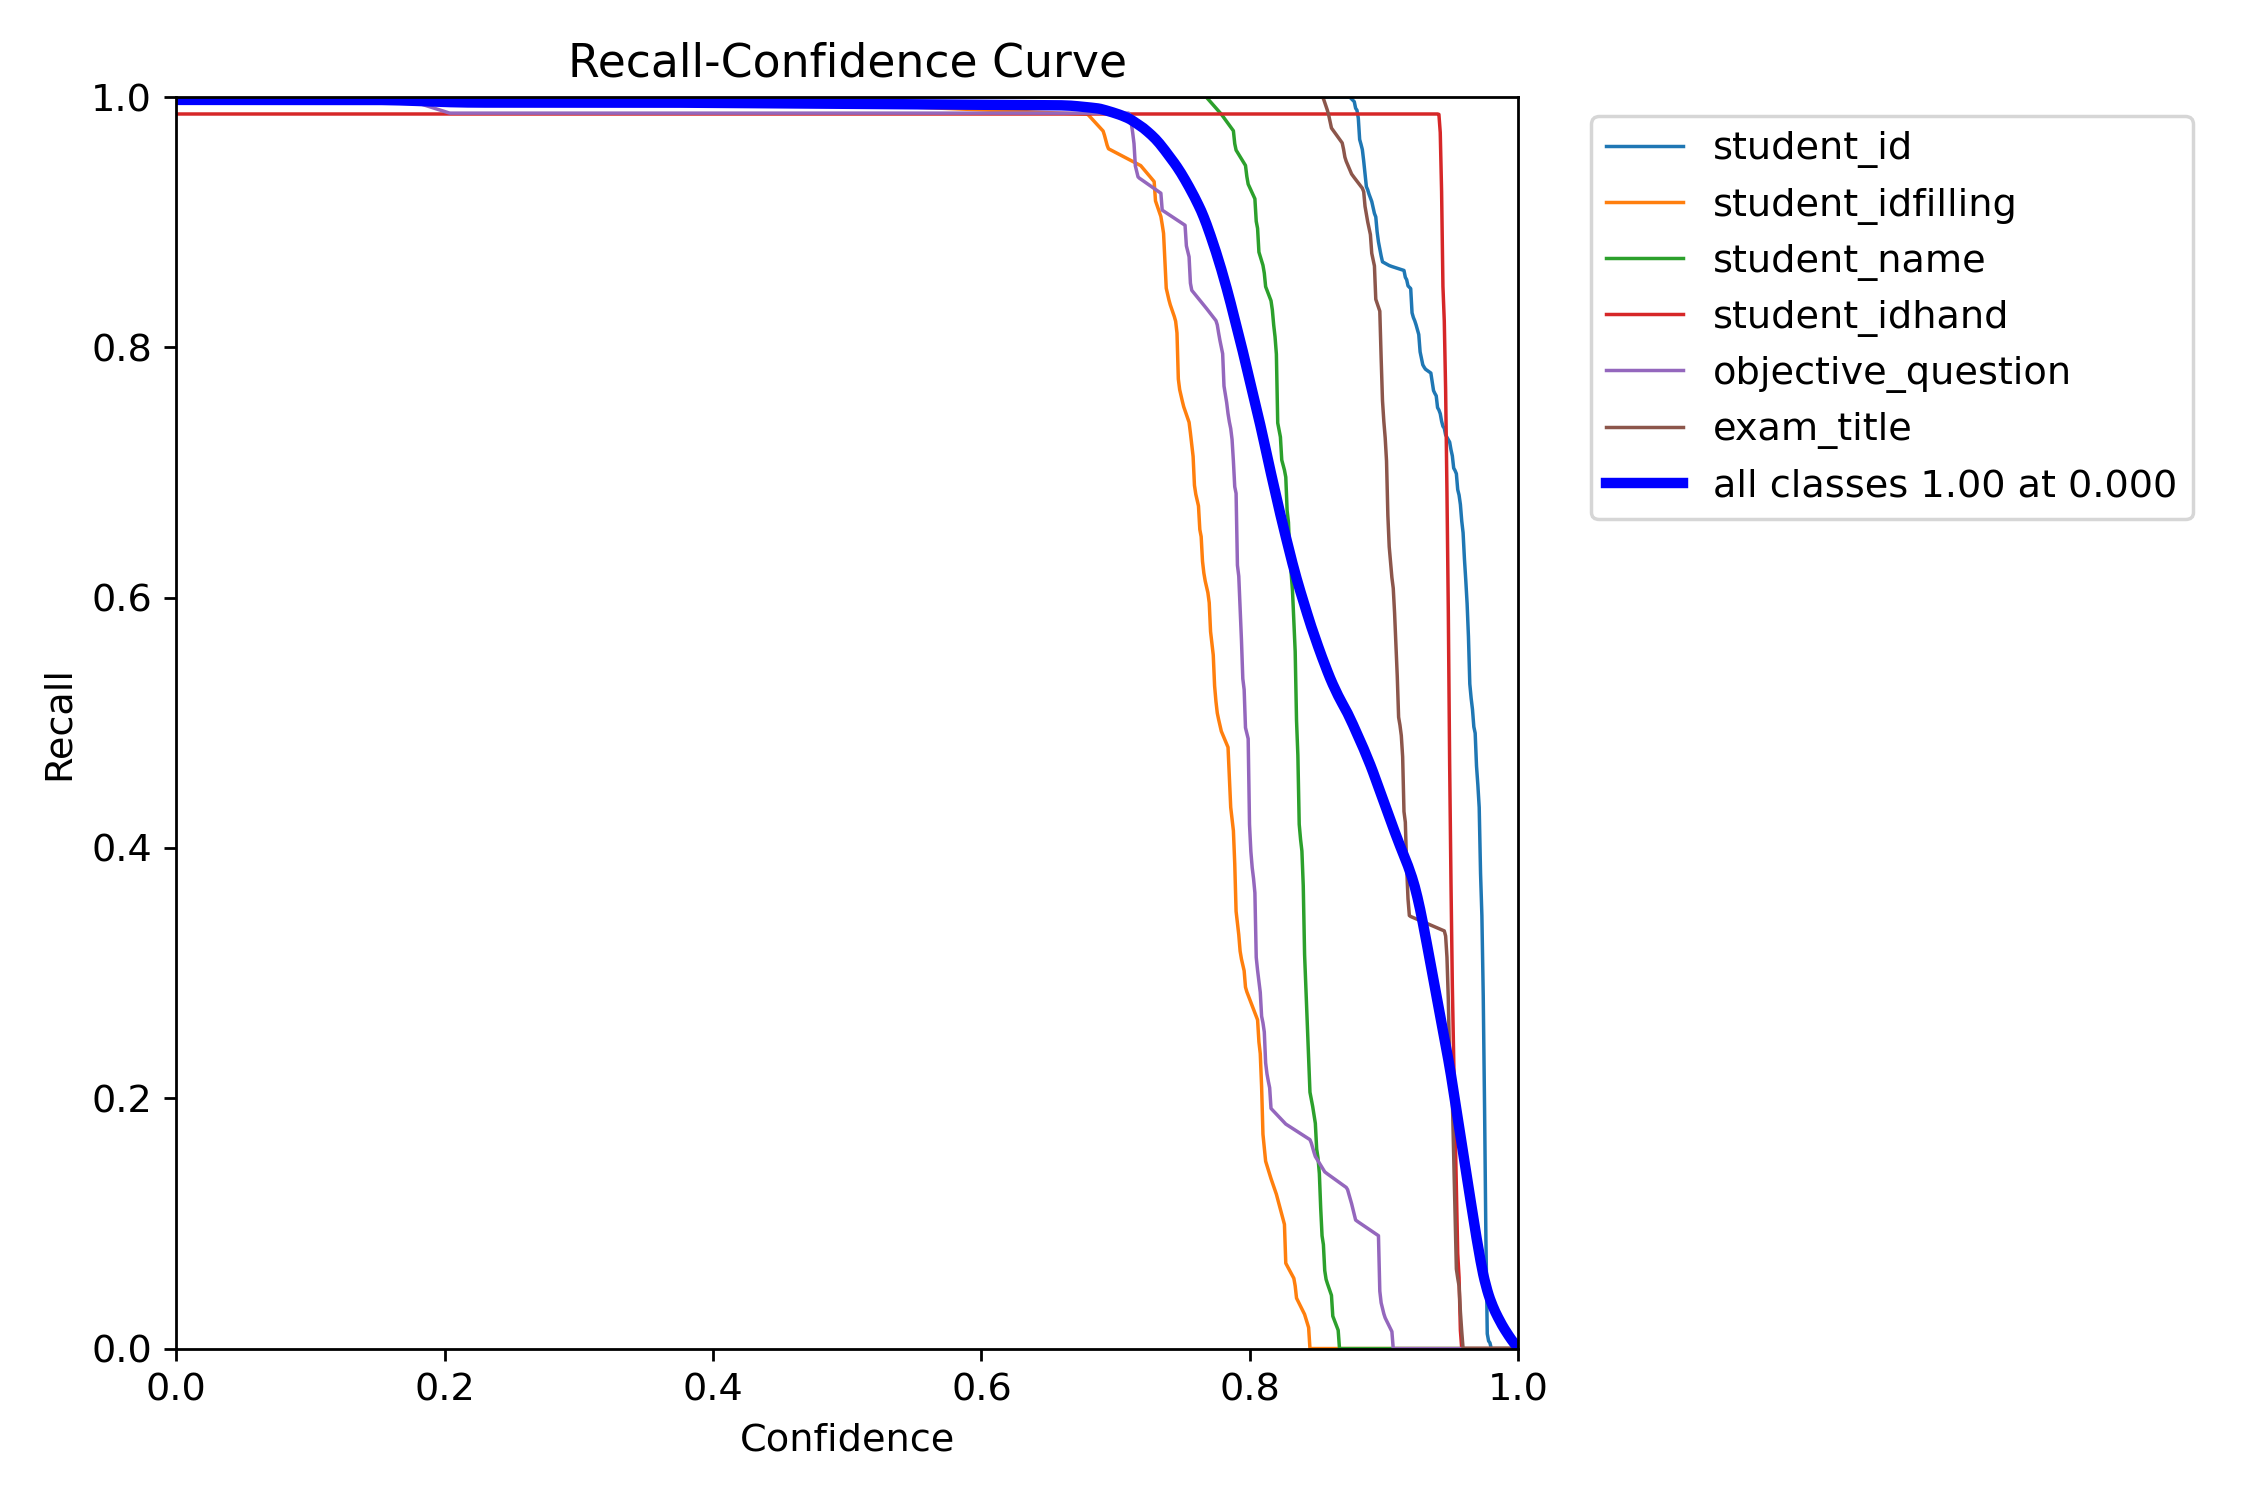 Recall-Confidence Curve
1.0
0.8
0.6
0.4
0.2
0.0
Recall
0.0 0.2 0.4 0.6 0.8 1.0
Confidence
student_id
student_idfilling
student_name
student_idhand
objective_question
exam_title
all classes 1.00 at 0.000